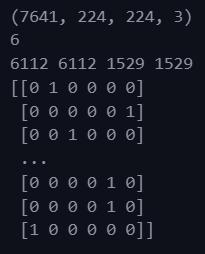 (7641, 224, 224, 3)
6
6112 6112 1529 1529
[[0 1 0 0 0 0]
 [0 0 0 0 0 1]
 [0 0 1 0 0 0]
 ...
 [0 0 0 0 1 0]
 [0 0 0 0 1 0]
 [1 0 0 0 0 0]]